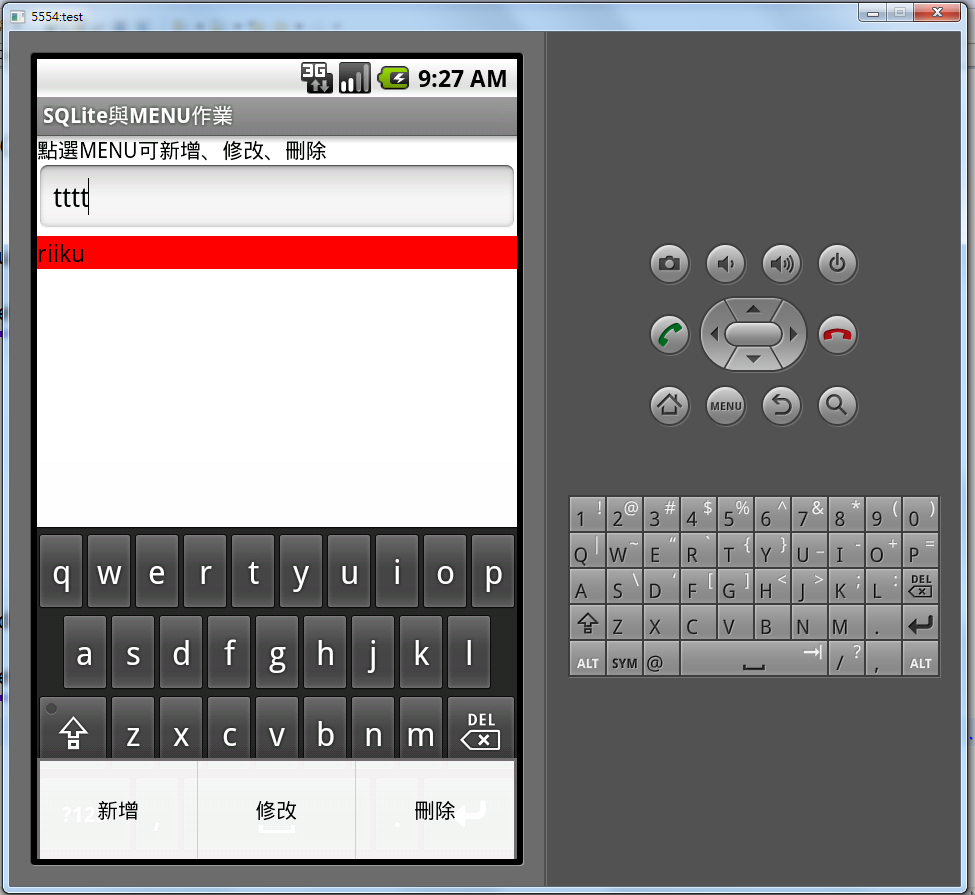 5554:test
3G 9:27 AM
SQLite與MENU作業
點選MENU可新增、修改、刪除
tttt
riiku
q w e r t y u i o p
a s d f g h j k l
z x c v b n m DEL
?12 , .
新增 修改 刪除
MENU
1 ! 2 @ 3 # 4 $ 5 % 6 ^ 7 & 8 * 9 ( 0 )
Q | W ~ E “ R ` T { Y } U _ I - O + P =
A S \ D ‘ F [ G ] H < J > K ; L : DEL
Z X C V B N M .
ALT SYM @ / ? , ALT